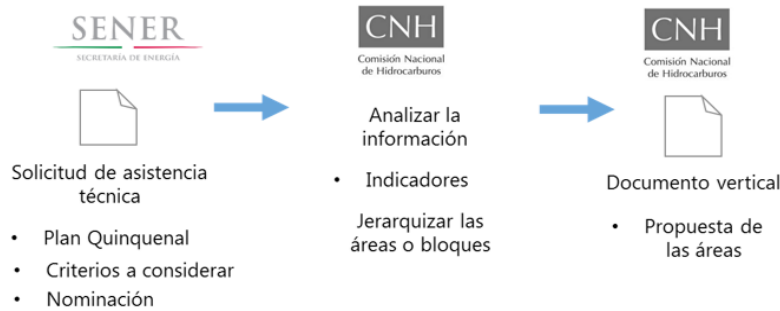 SENER
SECRETARÍA DE ENERGÍA
Solicitud de asistencia
técnica
• Plan Quinquenal
• Criterios a considerar
• Nominación
CNH
Comisión Nacional
de Hidrocarburos
Analizar la
información
• Indicadores
Jerarquizar las
áreas o bloques
CNH
Comisión Nacional
de Hidrocarburos
Documento vertical
• Propuesta de
las áreas